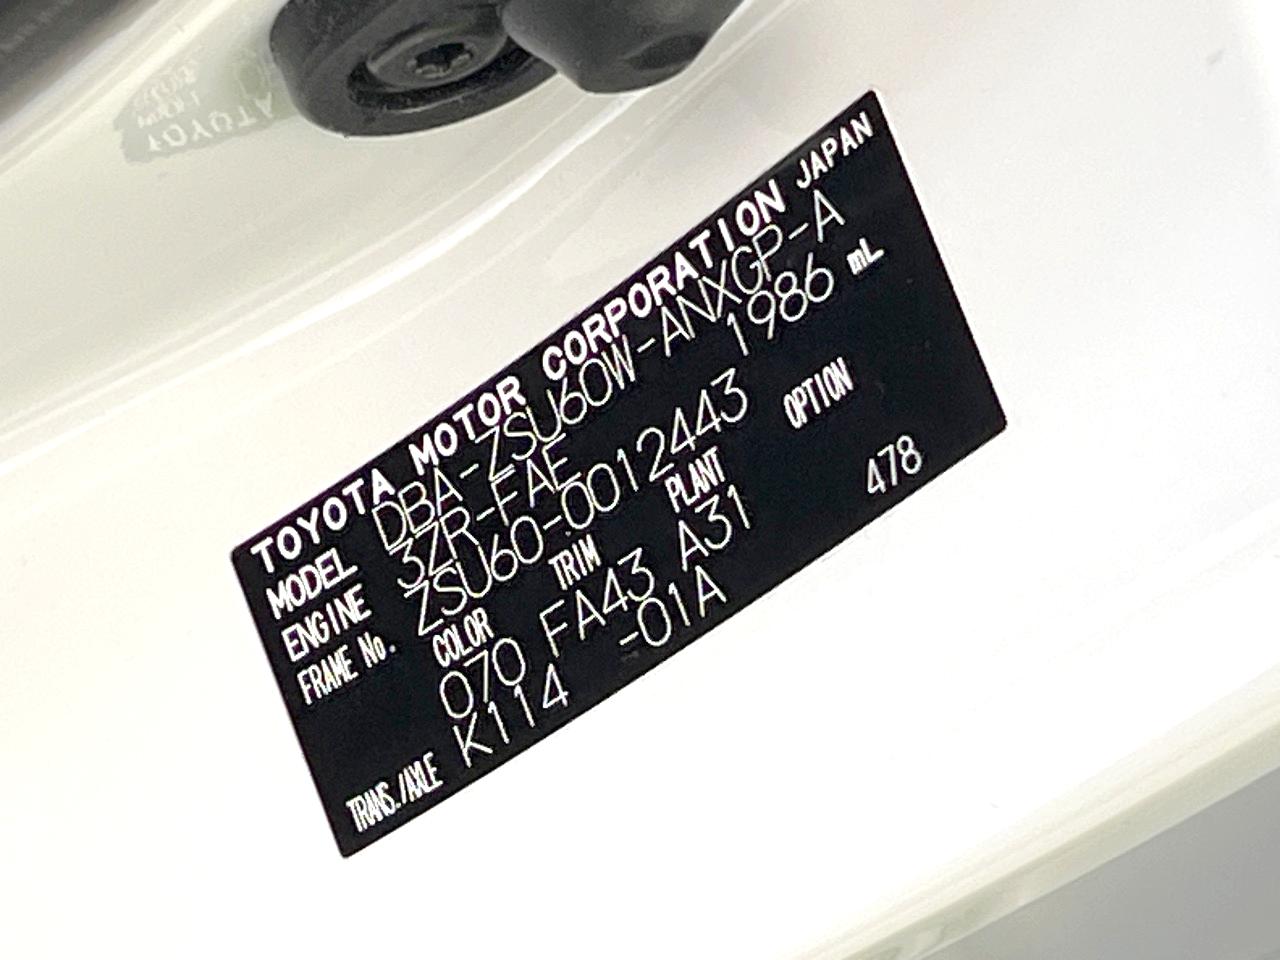 TOYOTA MOTOR CORPORATION JAPAN
MODEL DBA-ZSU60W-ANXGP-A
ENGINE 3ZR-FAE 1986 mL
FRAME No. ZSU60-0012443
COLOR TRIM PLANT OPTION
070 FA43 A31 478
TRANS./AXLE K114 -01A
TOYOTA